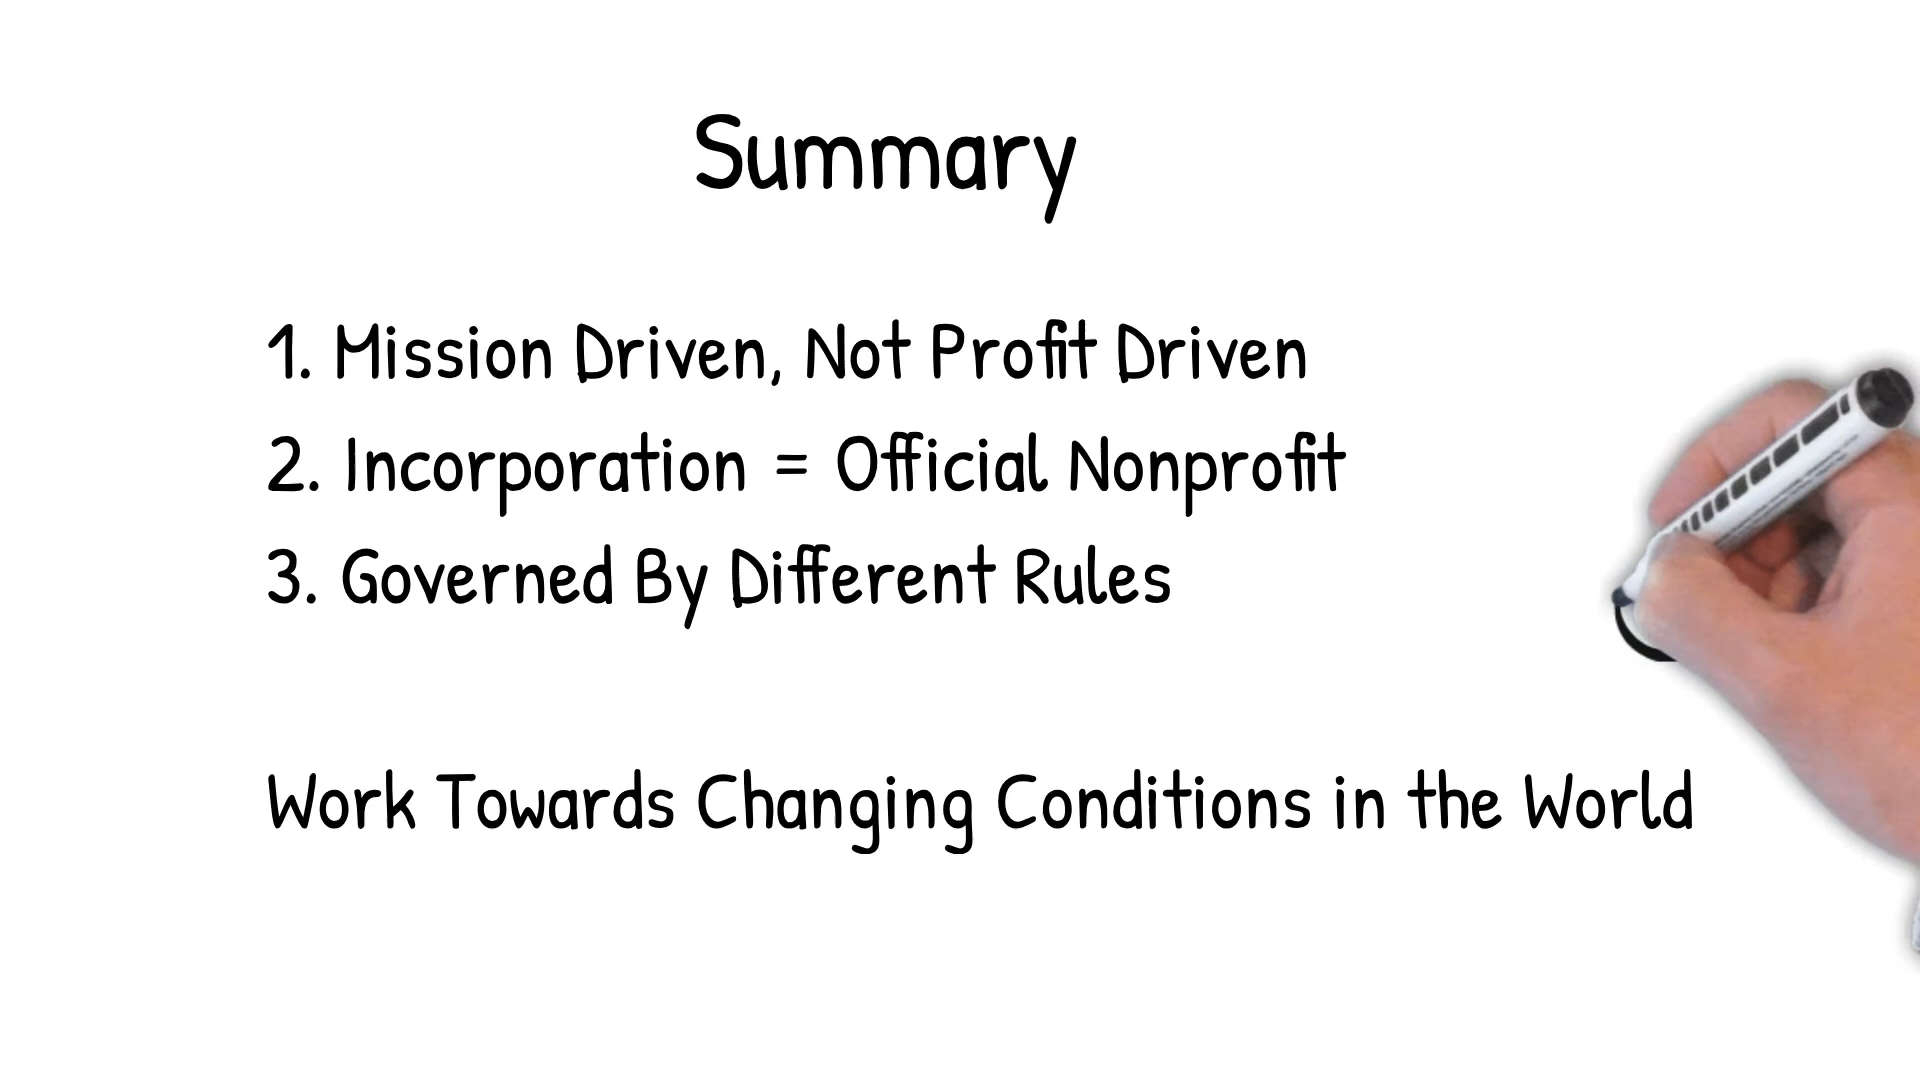 Summary
1. Mission Driven, Not Profit Driven
2. Incorporation = Official Nonprofit
3. Governed By Different Rules
Work Towards Changing Conditions in the World